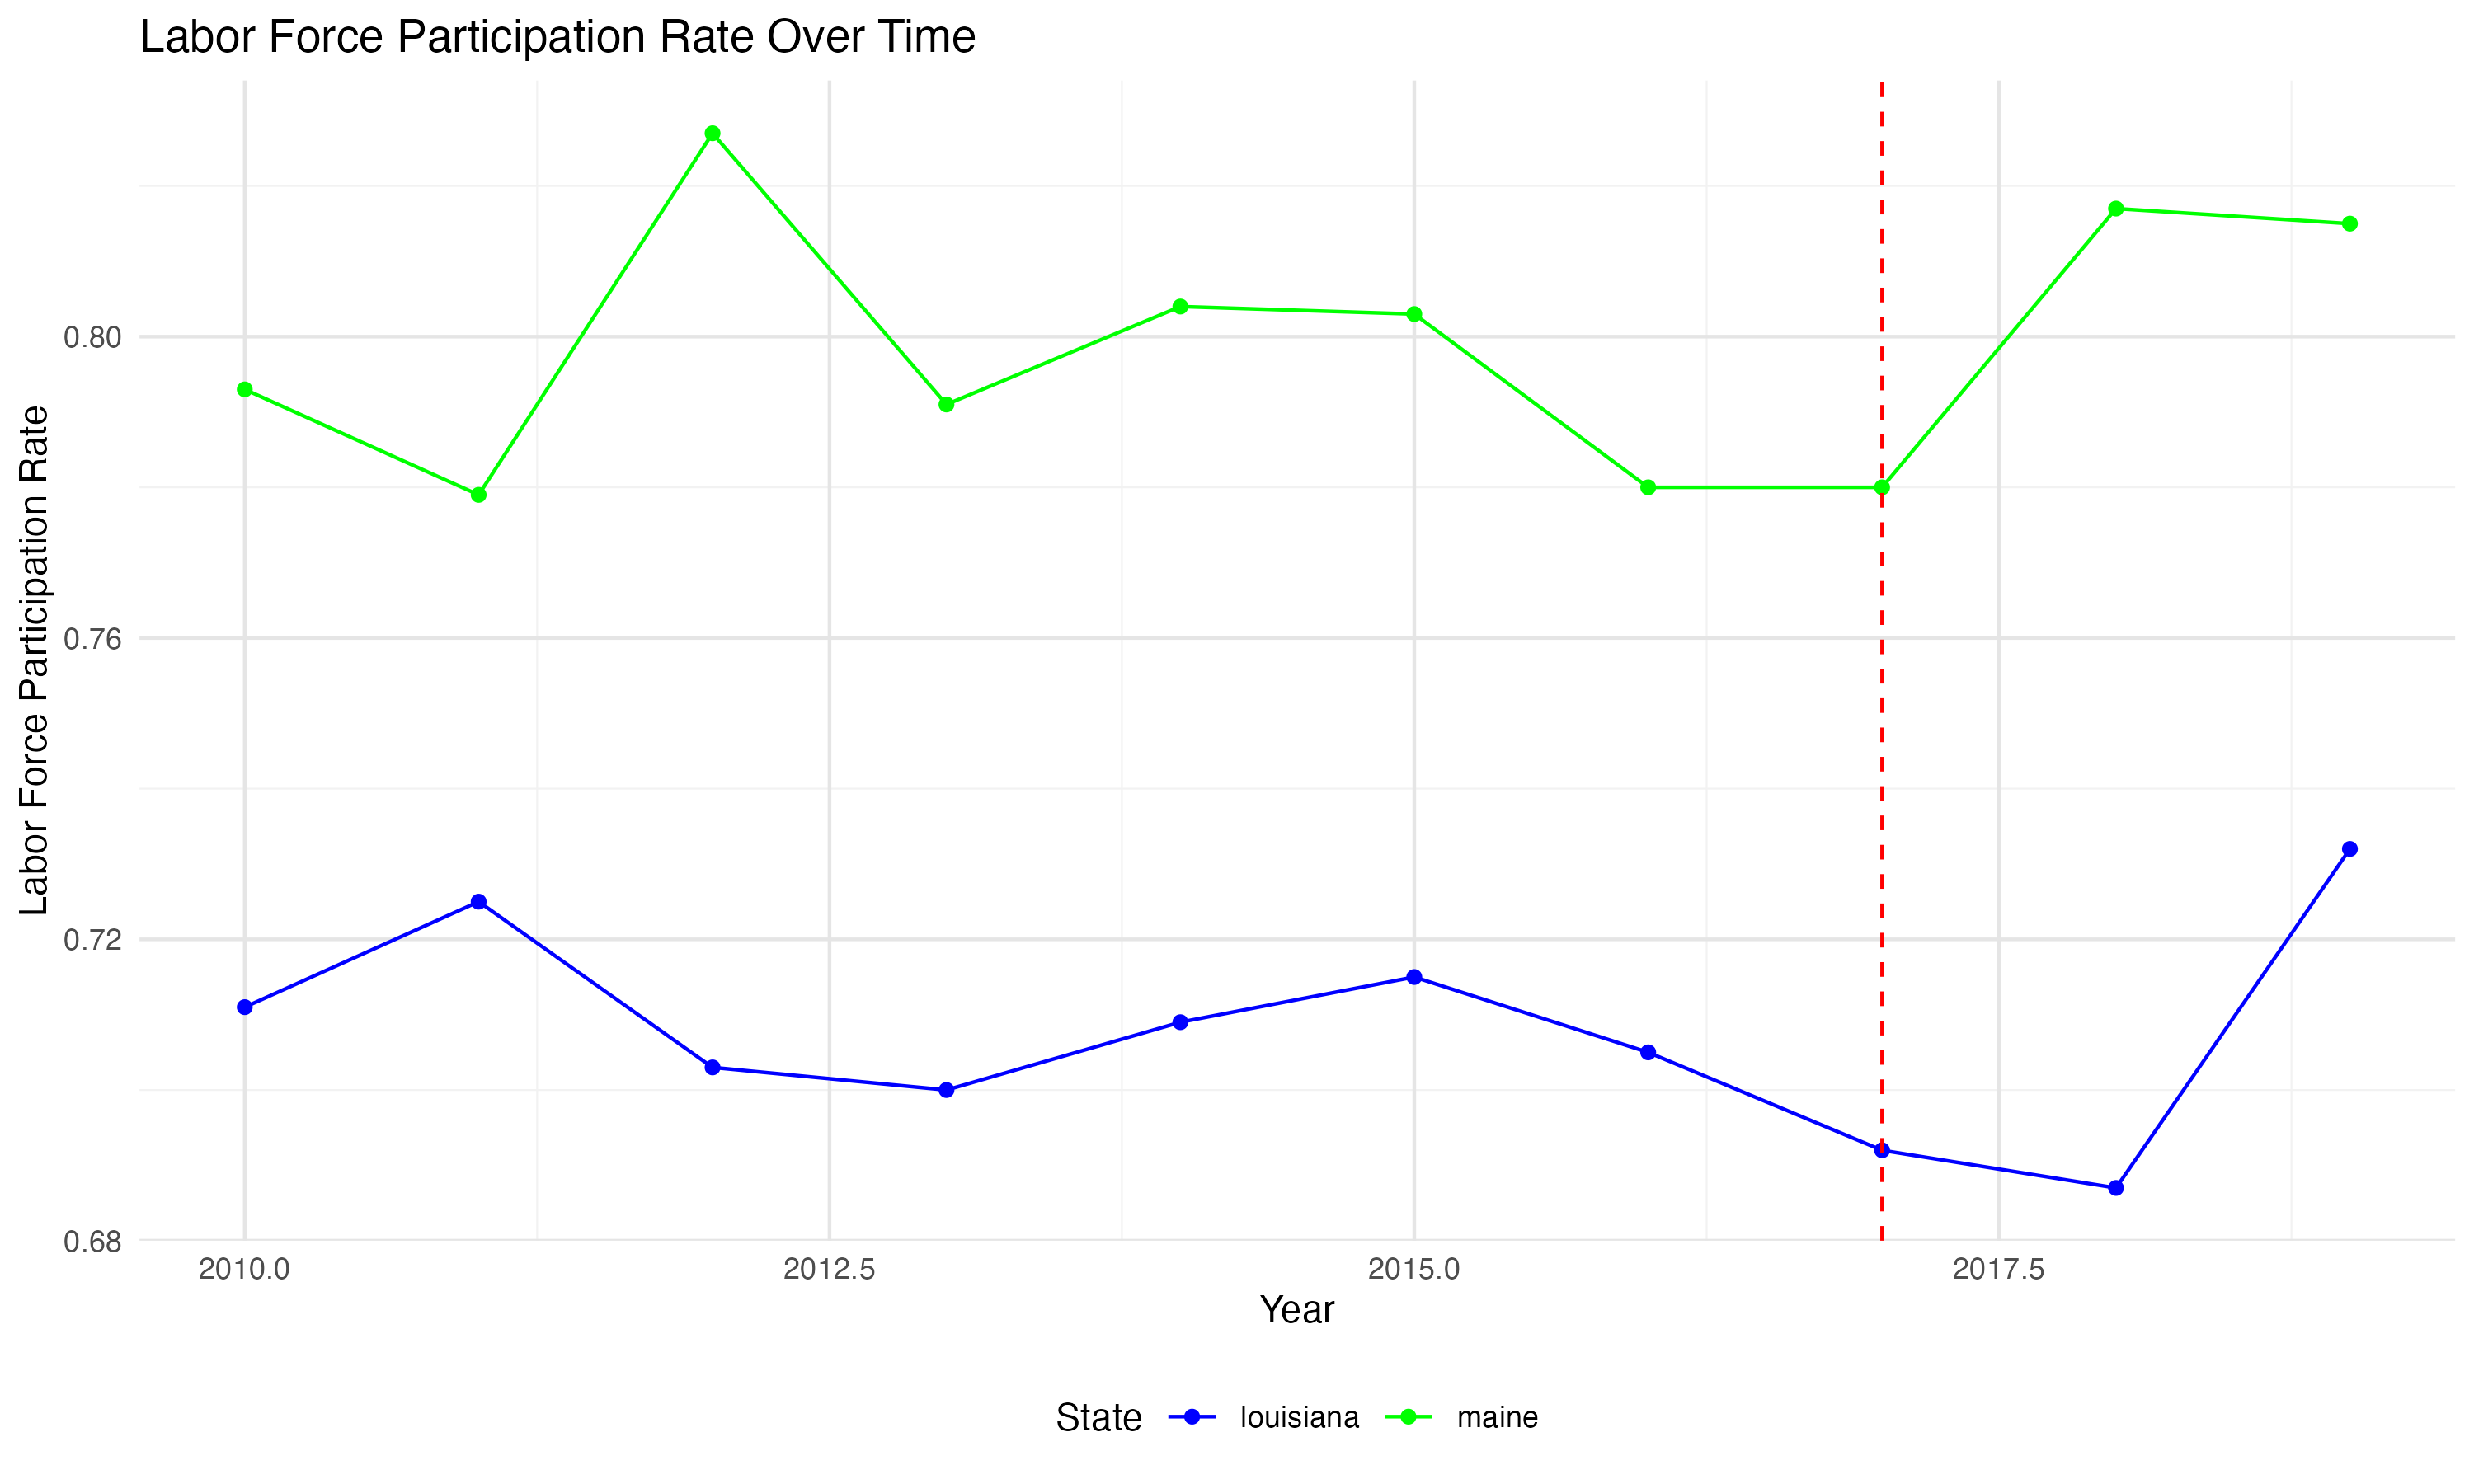 Labor Force Participation Rate Over Time
Labor Force Participation Rate
0.80
0.76
0.72
0.68
2010.0 2012.5 2015.0 2017.5
Year
State louisiana maine